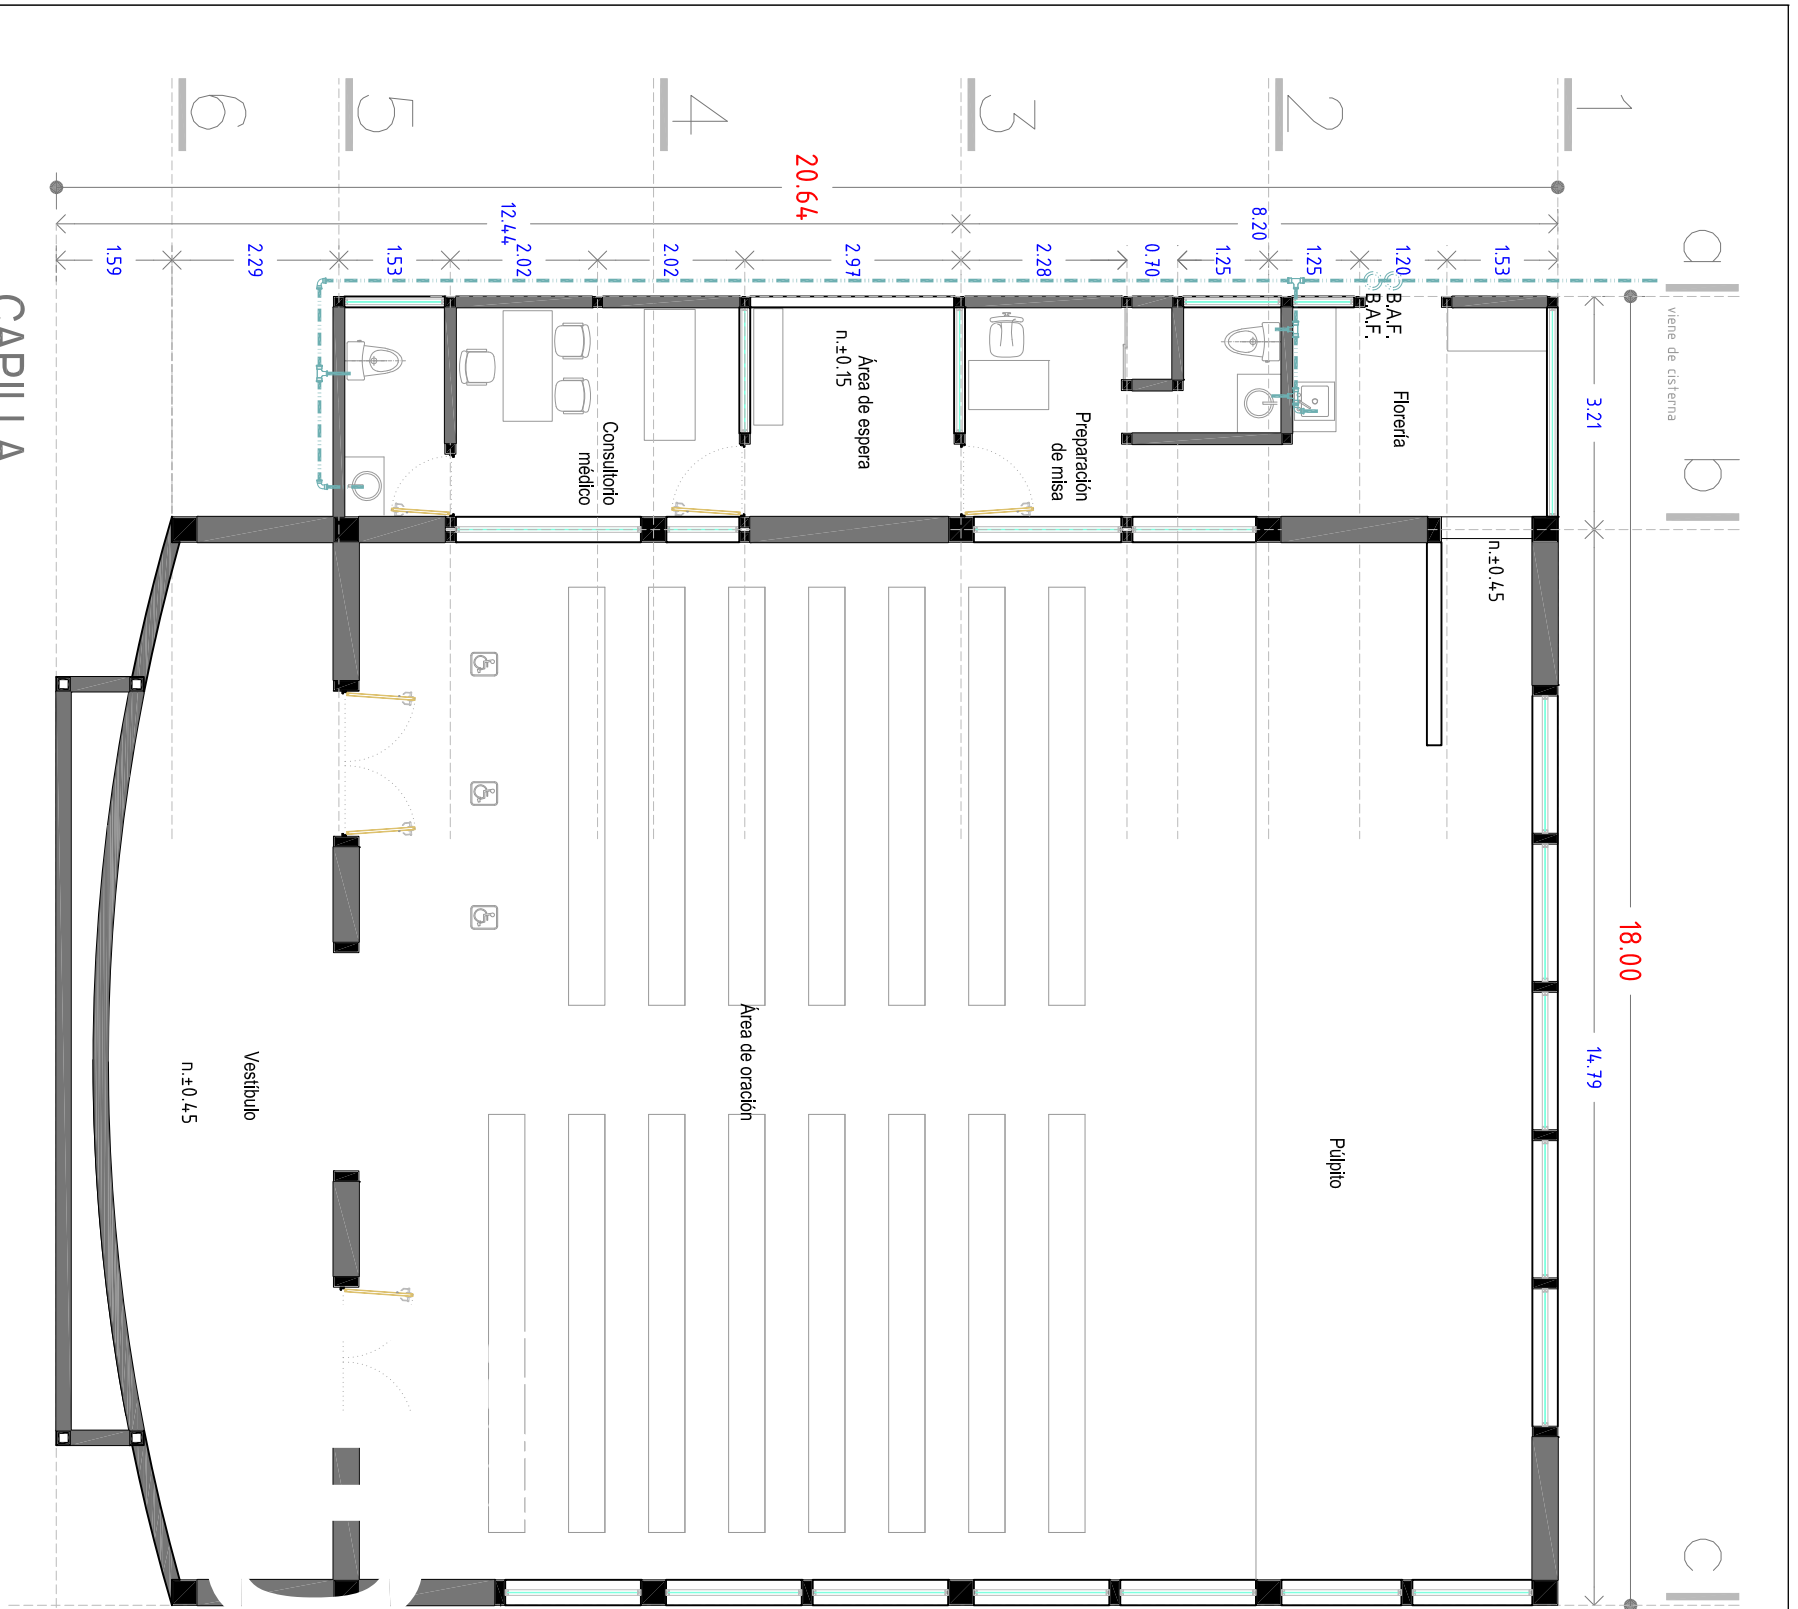 1
2
3
4
5
6
a
b
c
20.64
8.20
12.44
1.53
1.20
1.25
1.25
0.70
2.28
2.97
2.02
2.02
1.53
2.29
1.59
viene de cisterna
3.21
18.00
14.79
B.A.F.
B.A.F.
Florería
Preparación
de misa
Área de espera
n.±0.15
Consultorio
médico
n.±0.45
Púlpito
Área de oración
Vestíbulo
n.±0.45
CAPILLA